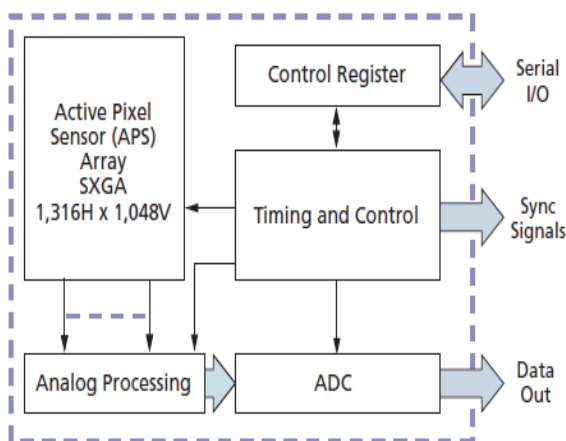 Active Pixel
Sensor (APS)
Array
SXGA
1,316H x 1,048V
Control Register
Serial
I/O
Timing and Control
Sync
Signals
Analog Processing
ADC
Data
Out